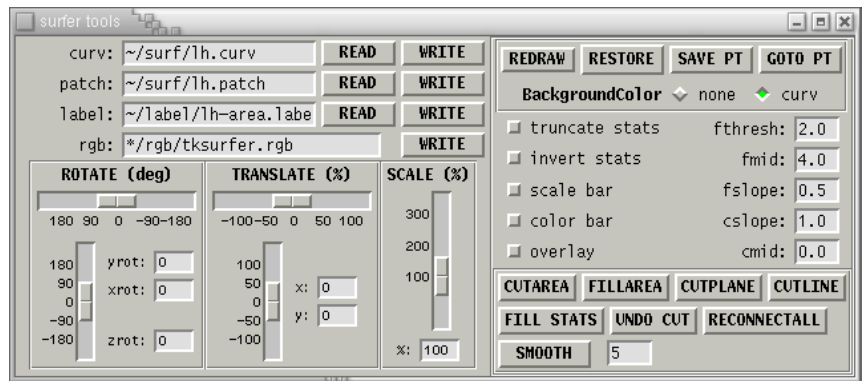 surfer tools
curv: ~/surf/lh.curv READ WRITE
patch: ~/surf/lh.patch READ WRITE
label: ~/label/lh-area.labe READ WRITE
rgb: */rgb/tksurfer.rgb WRITE
ROTATE (deg)
180 90 0 -90-180
180
90
0
-90
-180
yrot: 0
xrot: 0
zrot: 0
TRANSLATE (%)
-100-50 0 50 100
100
50
0
-50
-100
x: 0
y: 0
SCALE (%)
300
200
100
%: 100
REDRAW RESTORE SAVE PT GOTO PT
BackgroundColor none curv
truncate stats fthresh: 2.0
invert stats fmid: 4.0
scale bar fslope: 0.5
color bar cslope: 1.0
overlay cmid: 0.0
CUTAREA FILLAREA CUTPLANE CUTLINE
FILL STATS UNDO CUT RECONNECTALL
SMOOTH 5